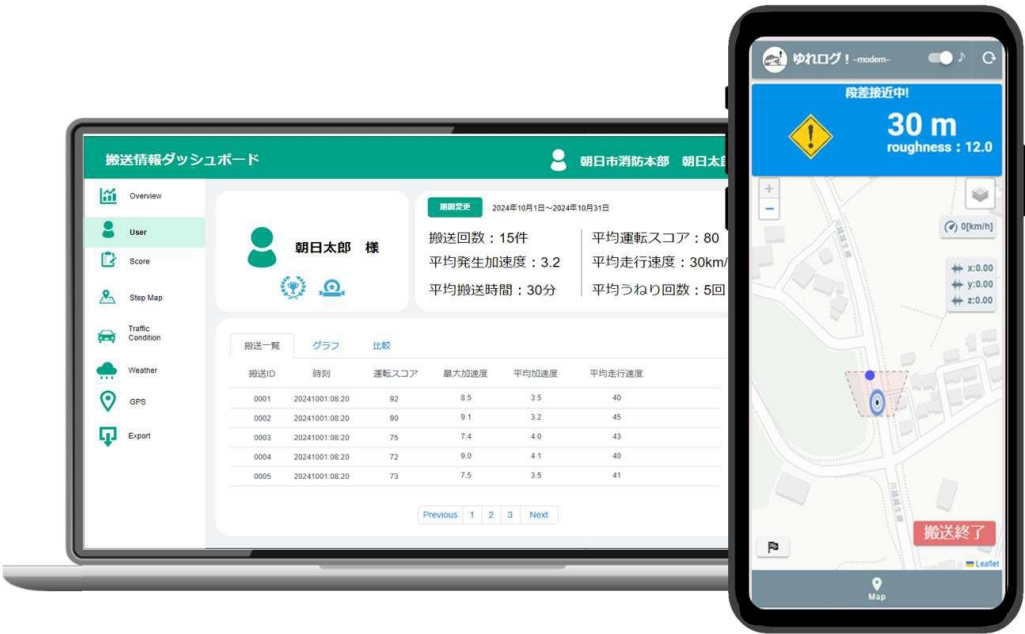 搬送情報ダッシュボード
朝日市消防本部 朝日太郎
Overview
User
Score
Step Map
Traffic
Condition
Weather
GPS
Export
朝日太郎 様
期間変更 2024年10月1日~2024年10月31日
搬送回数:15件
平均発生加速度:3.2
平均搬送時間:30分
平均運転スコア:80
平均走行速度:30km/
平均うねり回数:5回
搬送一覧 グラフ 比較
搬送ID 時刻 運転スコア 最大加速度 平均加速度 平均走行速度
0001 20241001:08:20 92 8.5 3.5 40
0002 20241001:08:20 90 9.1 3.2 45
0003 20241001:08:20 75 7.4 4.0 43
0004 20241001:08:20 72 9.0 4.1 40
0005 20241001:08:20 73 7.5 3.5 41
Previous 1 2 3 Next
ゆれログ!-modem-
段差接近中!
30 m
roughness:12.0
+
−
0[km/h]
x:0.00
y:0.00
z:0.00
搬送終了
Leaflet
Map